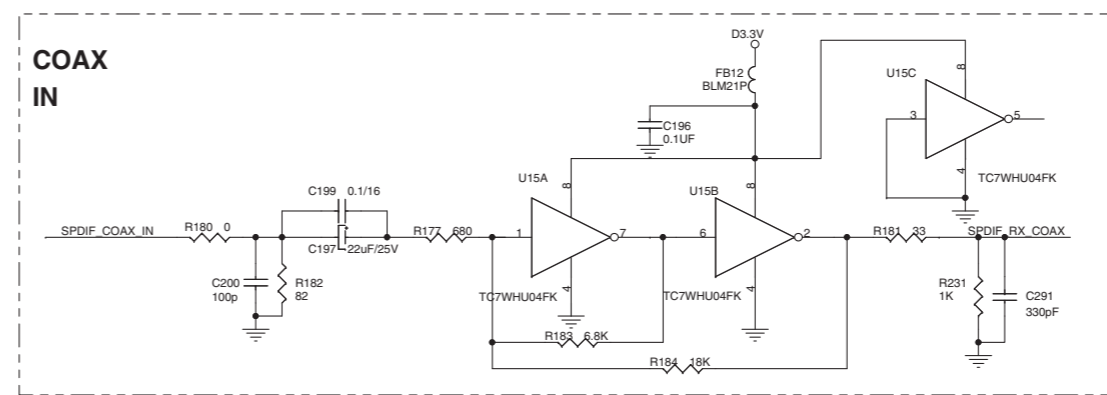 COAX
IN
D3.3V
FB12
BLM21P
C196
0.1UF
U15C
8
3
5
4
TC7WHU04FK
U15A
8
U15B
8
C199 0.1/16
SPDIF_COAX_IN
R180 0
C197 22uF/25V
R177 680
1
7
6
2
R181 33
SPDIF_RX_COAX
C200
100p
R182
82
4
TC7WHU04FK
4
TC7WHU04FK
R231
1K
C291
330pF
R183 6.8K
R184 18K